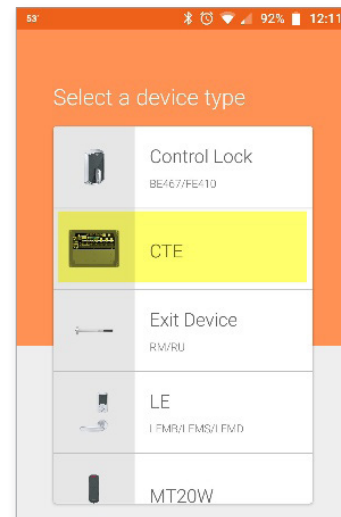 53°
92%
12:11
Select a device type
Control Lock
BE467/FE410
CTE
Exit Device
RM/RU
LE
LEMB/LEMS/LEMD
MT20W